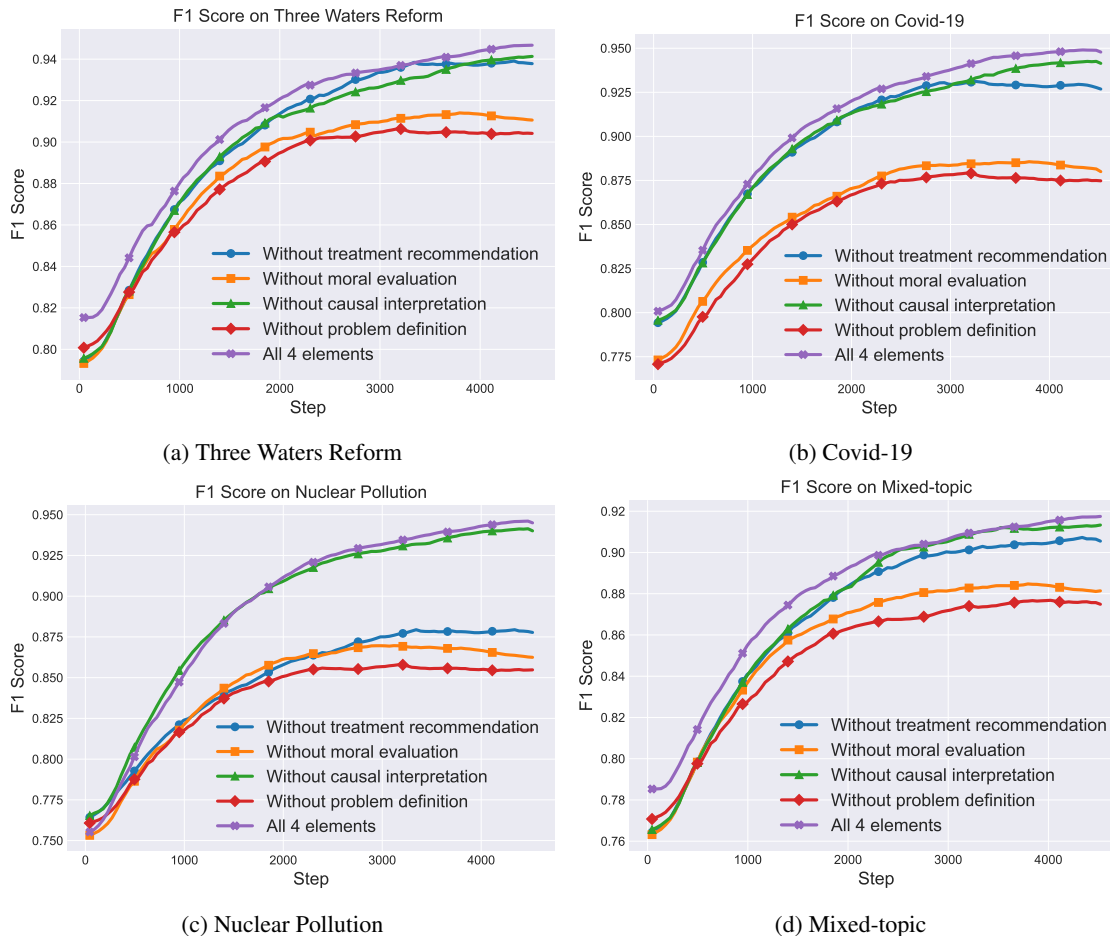 F1 Score on Three Waters Reform
F1 Score
0.94
0.92
0.90
0.88
0.86
0.84
0.82
0.80
Without treatment recommendation
Without moral evaluation
Without causal interpretation
Without problem definition
All 4 elements
0
1000
2000
3000
4000
Step
(a) Three Waters Reform
F1 Score on Covid-19
F1 Score
0.950
0.925
0.900
0.875
0.850
0.825
0.800
0.775
Without treatment recommendation
Without moral evaluation
Without causal interpretation
Without problem definition
All 4 elements
0
1000
2000
3000
4000
Step
(b) Covid-19
F1 Score on Nuclear Pollution
F1 Score
0.950
0.925
0.900
0.875
0.850
0.825
0.800
0.775
0.750
Without treatment recommendation
Without moral evaluation
Without causal interpretation
Without problem definition
All 4 elements
0
1000
2000
3000
4000
Step
(c) Nuclear Pollution
F1 Score on Mixed-topic
F1 Score
0.92
0.90
0.88
0.86
0.84
0.82
0.80
0.78
0.76
Without treatment recommendation
Without moral evaluation
Without causal interpretation
Without problem definition
All 4 elements
0
1000
2000
3000
4000
Step
(d) Mixed-topic